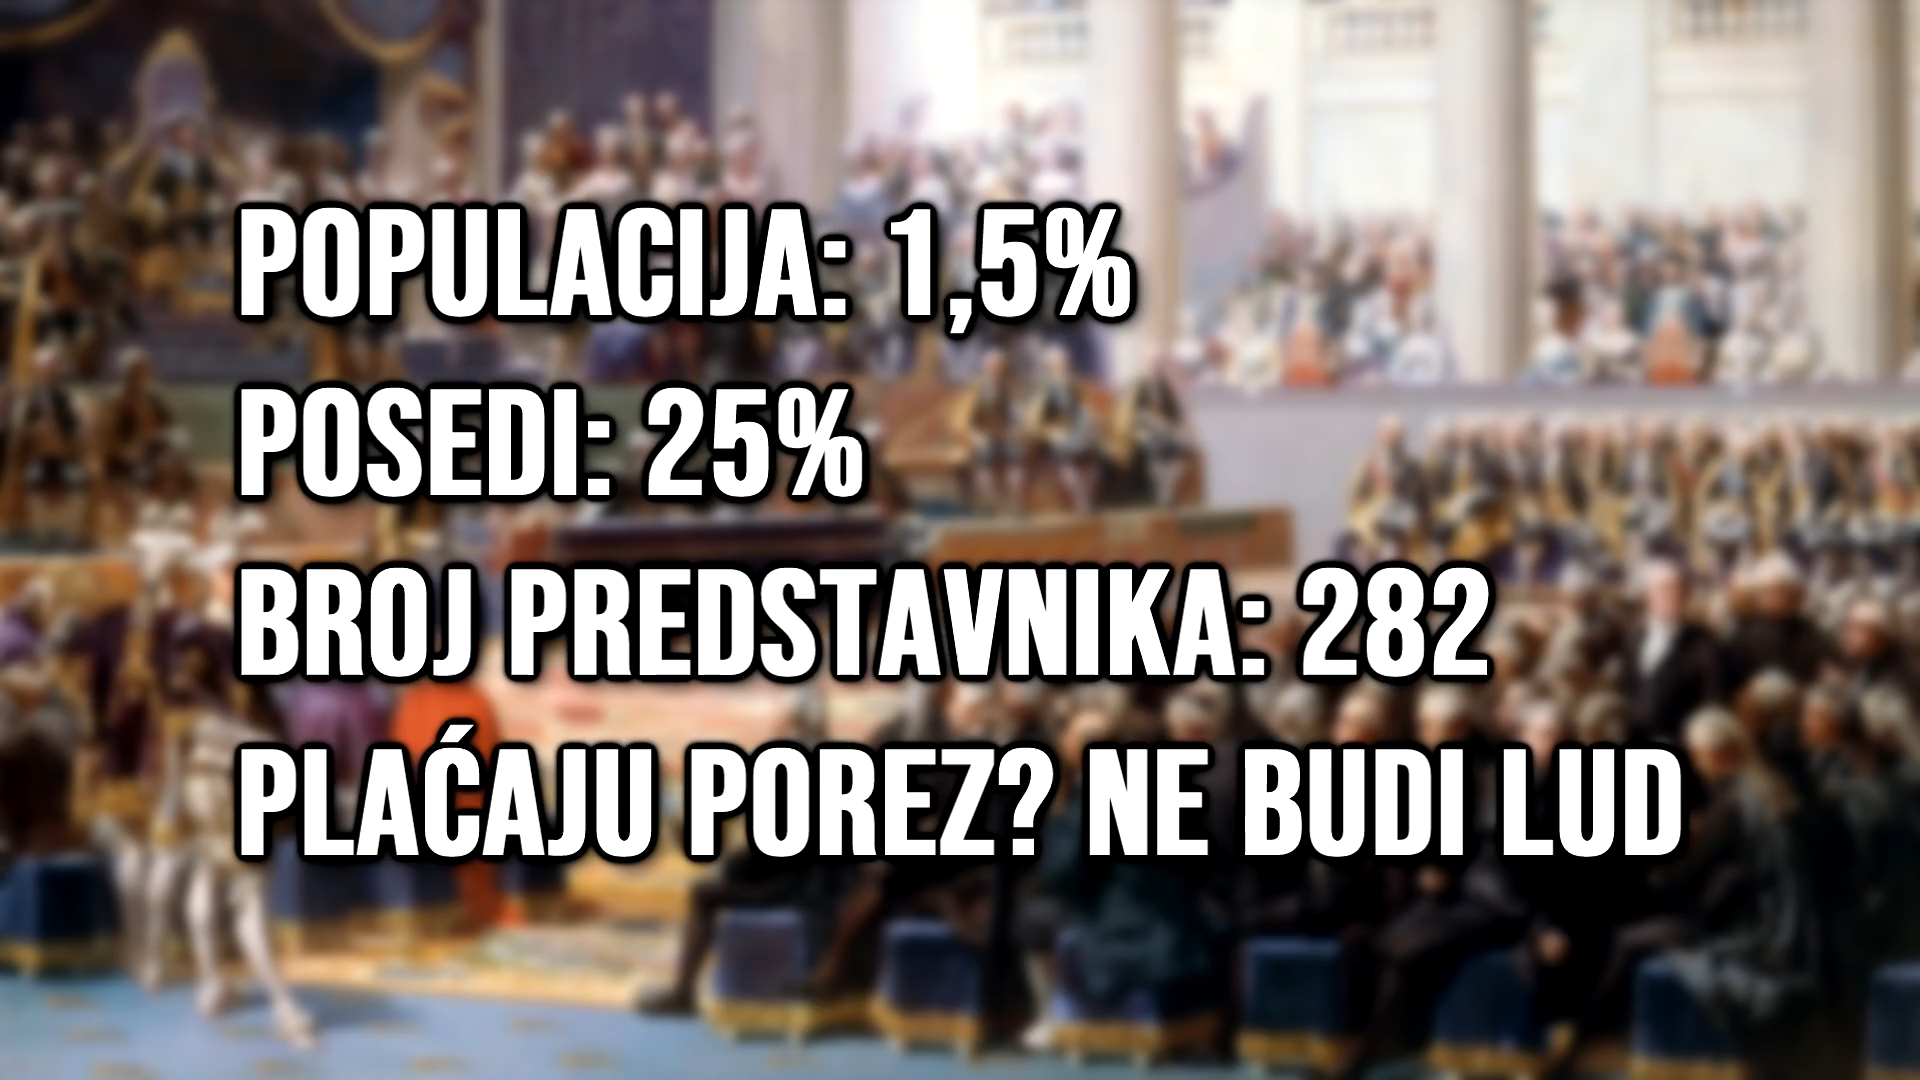 POPULACIJA: 1,5%
POSEDI: 25%
BROJ PREDSTAVNIKA: 282
PLAĆAJU POREZ? NE BUDI LUD